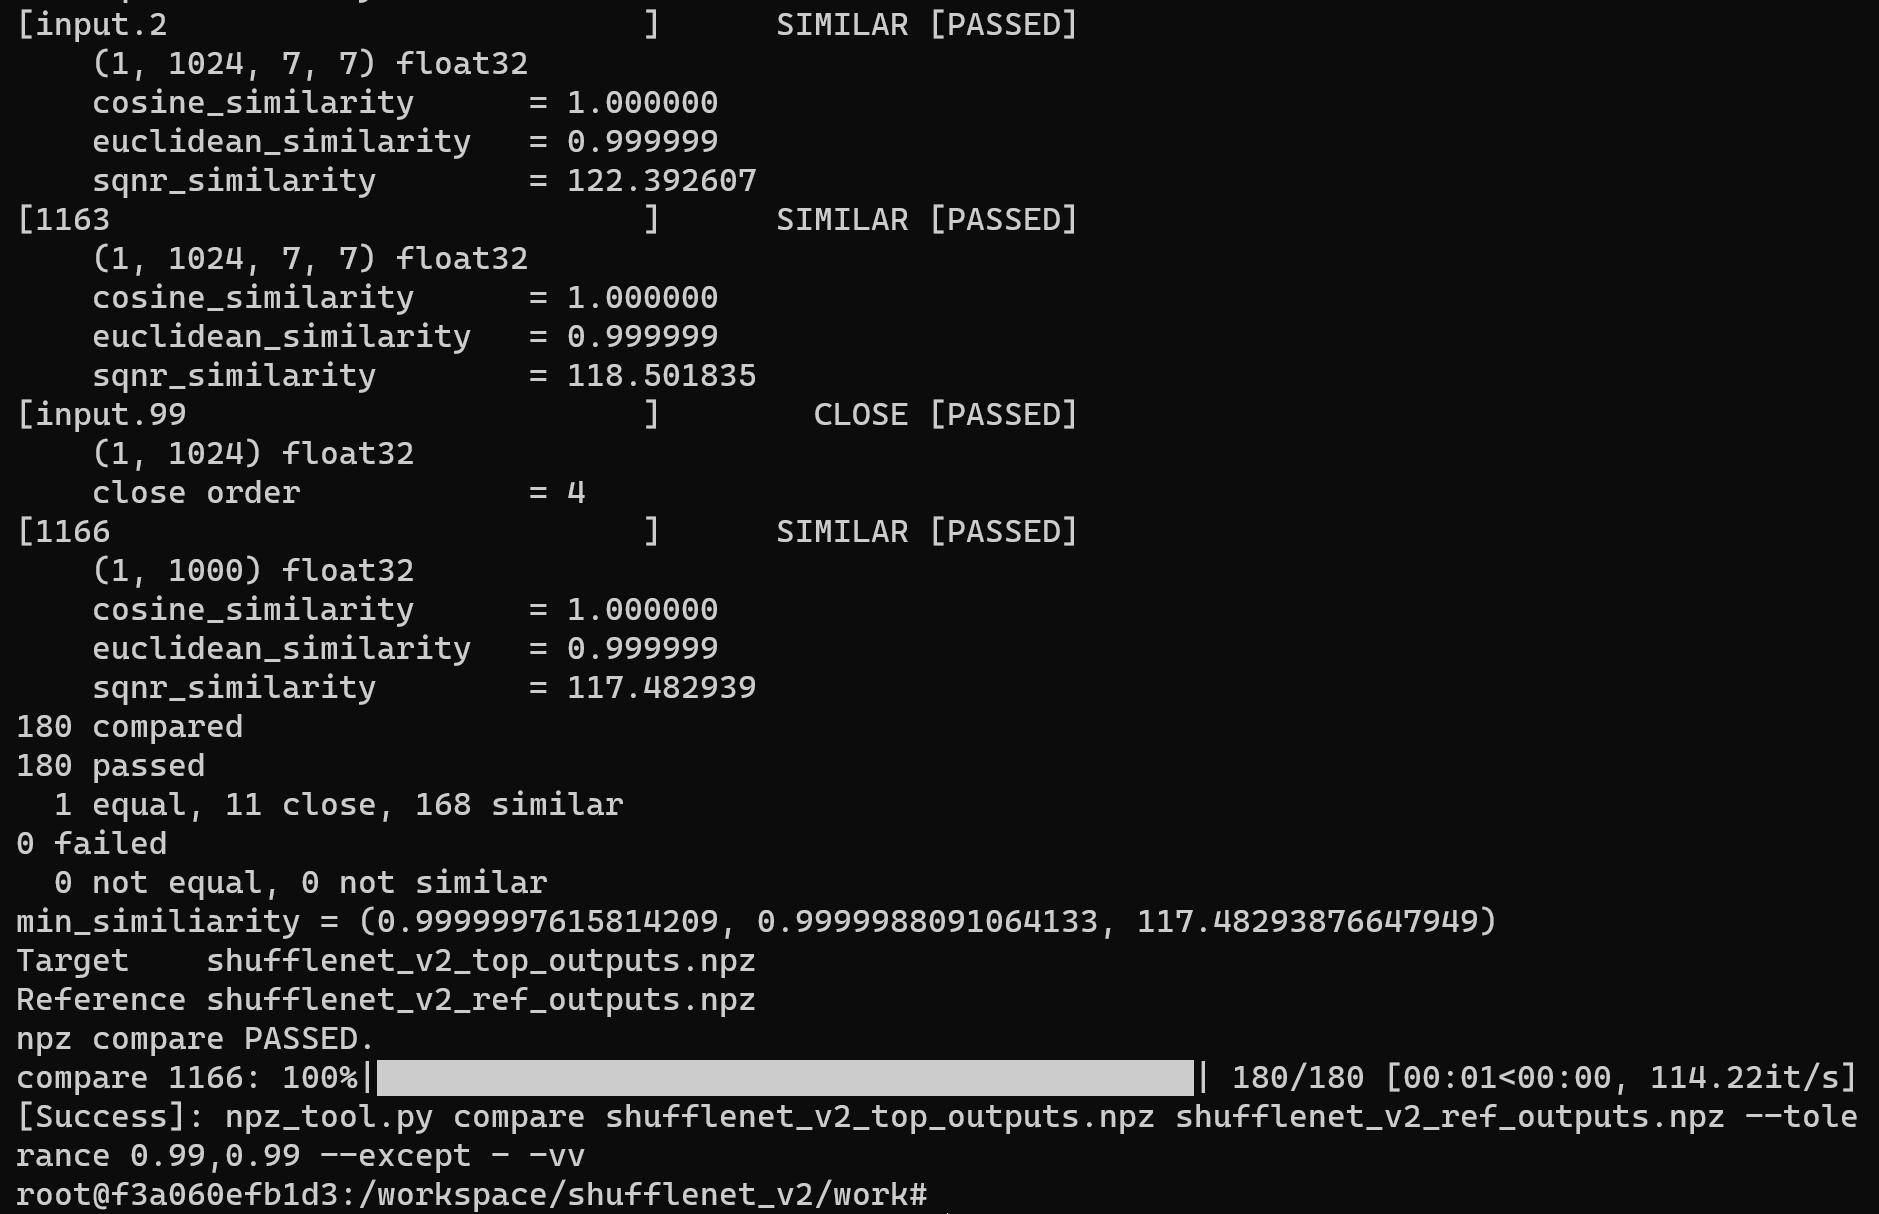 [input.2                         ]      SIMILAR [PASSED]
    (1, 1024, 7, 7) float32
    cosine_similarity      = 1.000000
    euclidean_similarity   = 0.999999
    sqnr_similarity        = 122.392607
[1163                            ]      SIMILAR [PASSED]
    (1, 1024, 7, 7) float32
    cosine_similarity      = 1.000000
    euclidean_similarity   = 0.999999
    sqnr_similarity        = 118.501835
[input.99                        ]        CLOSE [PASSED]
    (1, 1024) float32
    close order            = 4
[1166                            ]      SIMILAR [PASSED]
    (1, 1000) float32
    cosine_similarity      = 1.000000
    euclidean_similarity   = 0.999999
    sqnr_similarity        = 117.482939
180 compared
180 passed
  1 equal, 11 close, 168 similar
0 failed
  0 not equal, 0 not similar
min_similiarity = (0.9999997615814209, 0.9999988091064133, 117.48293876647949)
Target    shufflenet_v2_top_outputs.npz
Reference shufflenet_v2_ref_outputs.npz
npz compare PASSED.
compare 1166: 100%|| 180/180 [00:01<00:00, 114.22it/s]
[Success]: npz_tool.py compare shufflenet_v2_top_outputs.npz shufflenet_v2_ref_outputs.npz --tole
rance 0.99,0.99 --except - -vv
root@f3a060efb1d3:/workspace/shufflenet_v2/work#